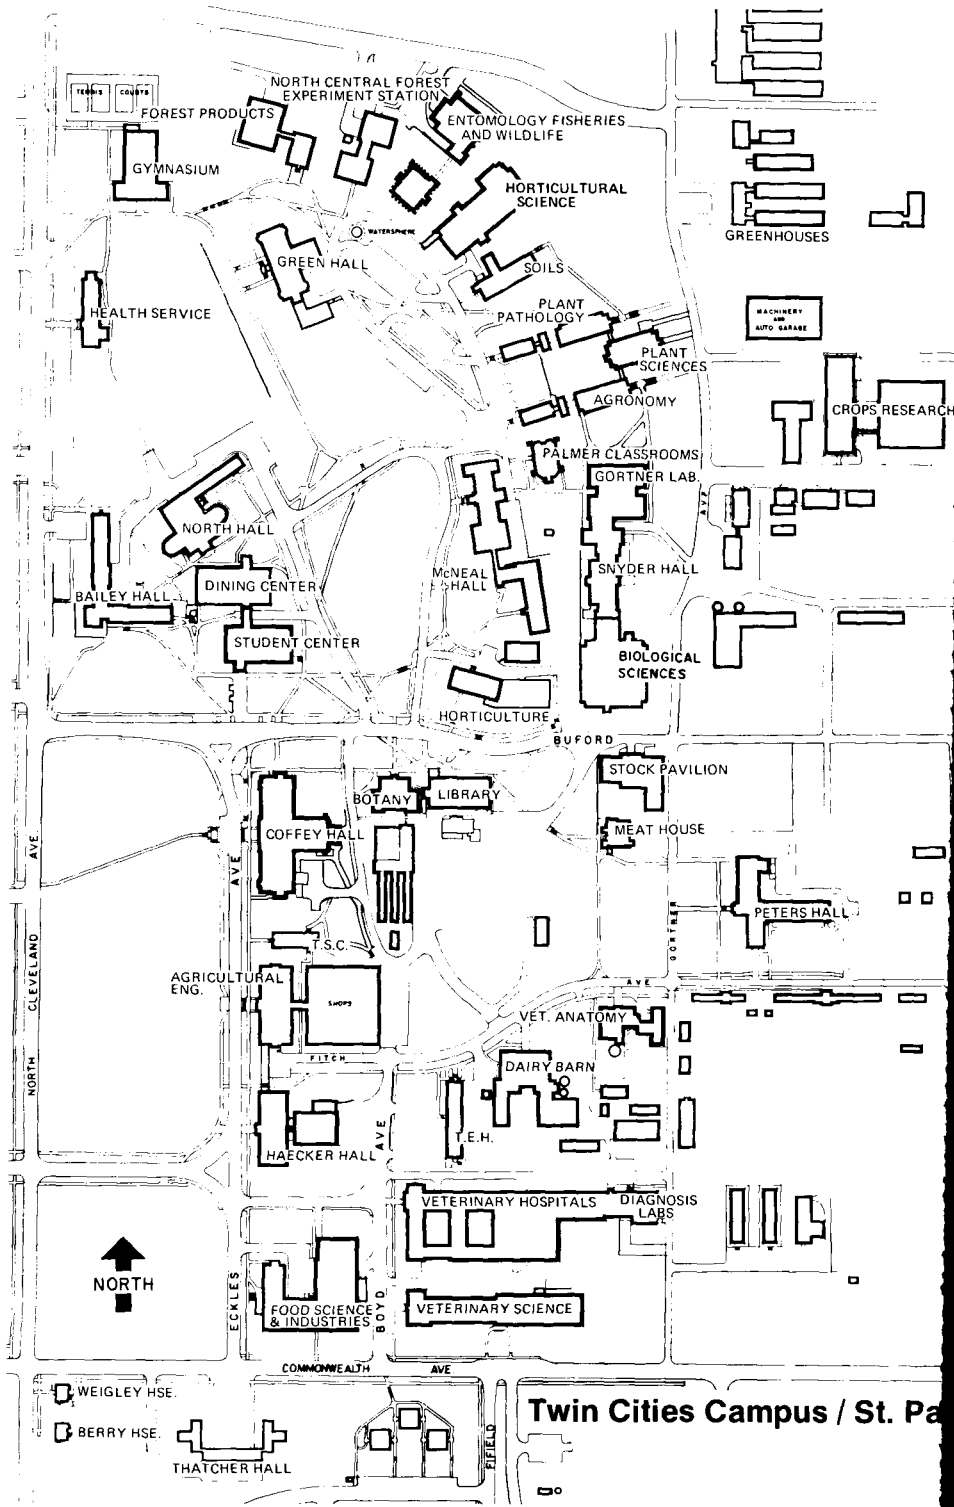 TENNIS COURTS
NORTH CENTRAL FOREST
EXPERIMENT STATION
FOREST PRODUCTS
ENTOMOLOGY FISHERIES
AND WILDLIFE
GYMNASIUM
HORTICULTURAL
SCIENCE
WATERSPHERE
GREENHOUSES
GREEN HALL
SOILS
HEALTH SERVICE
PLANT
PATHOLOGY
MACHINERY
AND
AUTO GARAGE
PLANT
SCIENCES
AGRONOMY
CROPS RESEARCH
PALMER CLASSROOMS
GORTNER LAB.
AVE
NORTH HALL
SNYDER HALL
McNEAL
HALL
DINING CENTER
BAILEY HALL
STUDENT CENTER
BIOLOGICAL
SCIENCES
HORTICULTURE
BUFORD
STOCK PAVILION
BOTANY
LIBRARY
MEAT HOUSE
COFFEY HALL
AVE
AVE
PETERS HALL
GORTNER
T.S.C.
AGRICULTURAL
ENG.
SHOPS
AVE
NORTH CLEVELAND
VET. ANATOMY
FITCH
DAIRY BARN
T.E.H.
AVE
HAECKER HALL
VETERINARY HOSPITALS
DIAGNOSIS
LABS
NORTH
ECKLES
BOYD
FOOD SCIENCE
& INDUSTRIES
VETERINARY SCIENCE
COMMONWEALTH AVE
WEIGLEY HSE.
BERRY HSE.
THATCHER HALL
FIFIELD
Twin Cities Campus / St. Pa